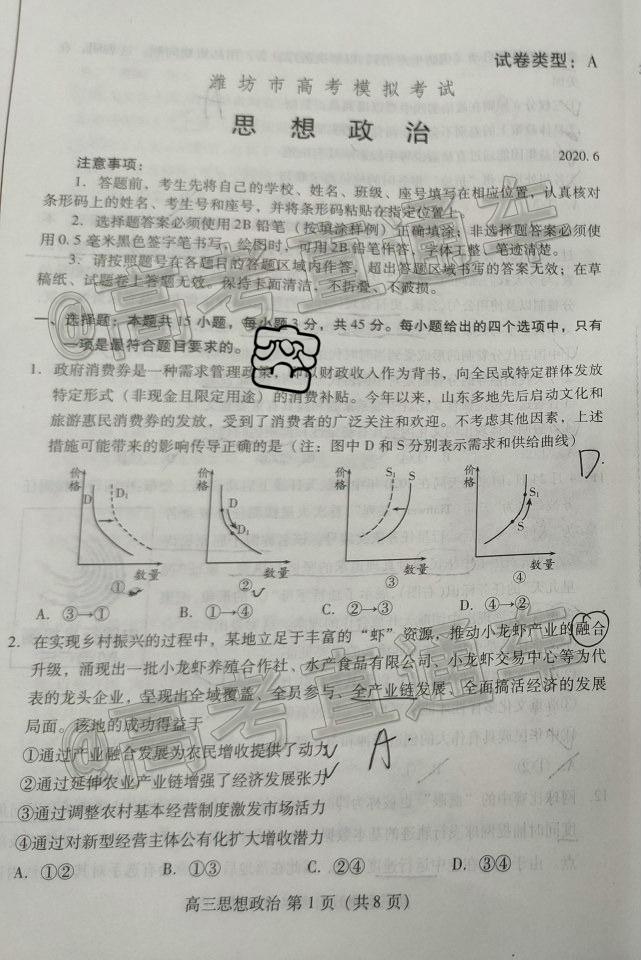 试卷类型：A
潍坊市高考模拟考试
思想政治
2020.6
注意事项：
1．答题前，考生先将自己的学校、姓名、班级、座号填写在相应位置，认真核对
条形码上的姓名、考生号和座号，并将条形码粘贴在指定位置上。
2．选择题答案必须使用2B铅笔（按填涂样例）正确填涂；非选择题答案必须使
用0.5毫米黑色签字笔书写，绘图时，可用2B铅笔作答，字体工整、笔迹清楚。
3．请按照题号在各题目的答题区域内作答，超出答题区域书写的答案无效；在草
稿纸、试题卷上答题无效。保持卡面清洁，不折叠、不破损。
一、选择题：本题共15小题，每小题3分，共45分。每小题给出的四个选项中，只有
一项是最符合题目要求的。
1．政府消费券是一种需求管理政策，即以财政收入作为背书，向全民或特定群体发放
特定形式（非现金且限定用途）的消费补贴。今年以来，山东多地先后启动文化和
旅游惠民消费券的发放，受到了消费者的广泛关注和欢迎。不考虑其他因素，上述
措施可能带来的影响传导正确的是（注：图中D和S分别表示需求和供给曲线）
D.
价格 D D₁ 数量 ①
价格 D D₁ 数量 ②
价格 S₁ S 数量 ③
价格 S₁ S 数量 ④
A．③→① B．①→④ C．②→③ D．④→②
2．在实现乡村振兴的过程中，某地立足于丰富的“虾”资源，推动小龙虾产业的融合
升级，涌现出一批小龙虾养殖合作社、水产食品有限公司、小龙虾交易中心等为代
表的龙头企业，呈现出全域覆盖、全员参与、全产业链发展、全面搞活经济的发展
局面。该地的成功得益于
①通过产业融合发展为农民增收提供了动力
A.
②通过延伸农业产业链增强了经济发展张力
③通过调整农村基本经营制度激发市场活力
④通过对新型经营主体公有化扩大增收潜力
A．①② B．①③ C．②④ D．③④
高三思想政治 第1页（共8页）
@高考直通车
@高考直通车